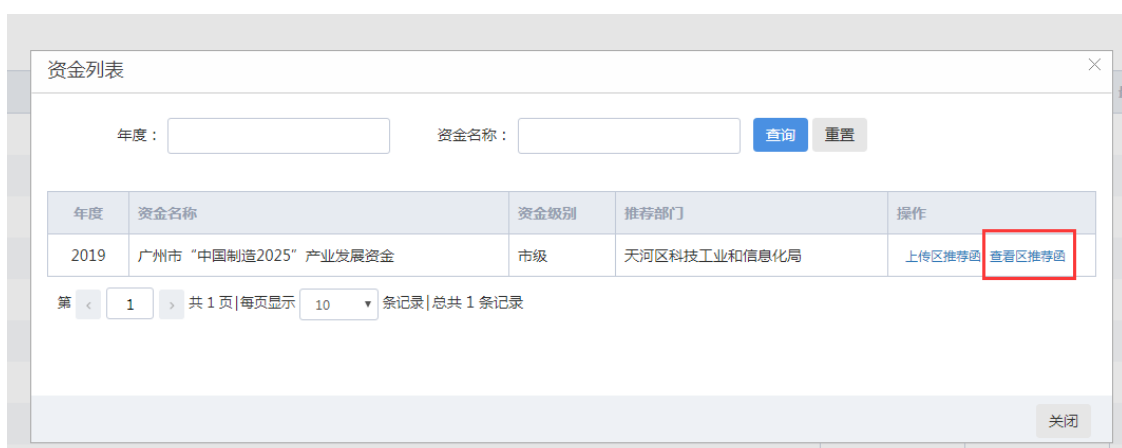 资金列表
年度： 资金名称： 查询 重置
年度 资金名称 资金级别 推荐部门 操作
2019 广州市“中国制造2025”产业发展资金 市级 天河区科技工业和信息化局 上传区推荐函 查看区推荐函
第 < 1 > 共 1 页|每页显示 10 条记录|总共 1 条记录
关闭